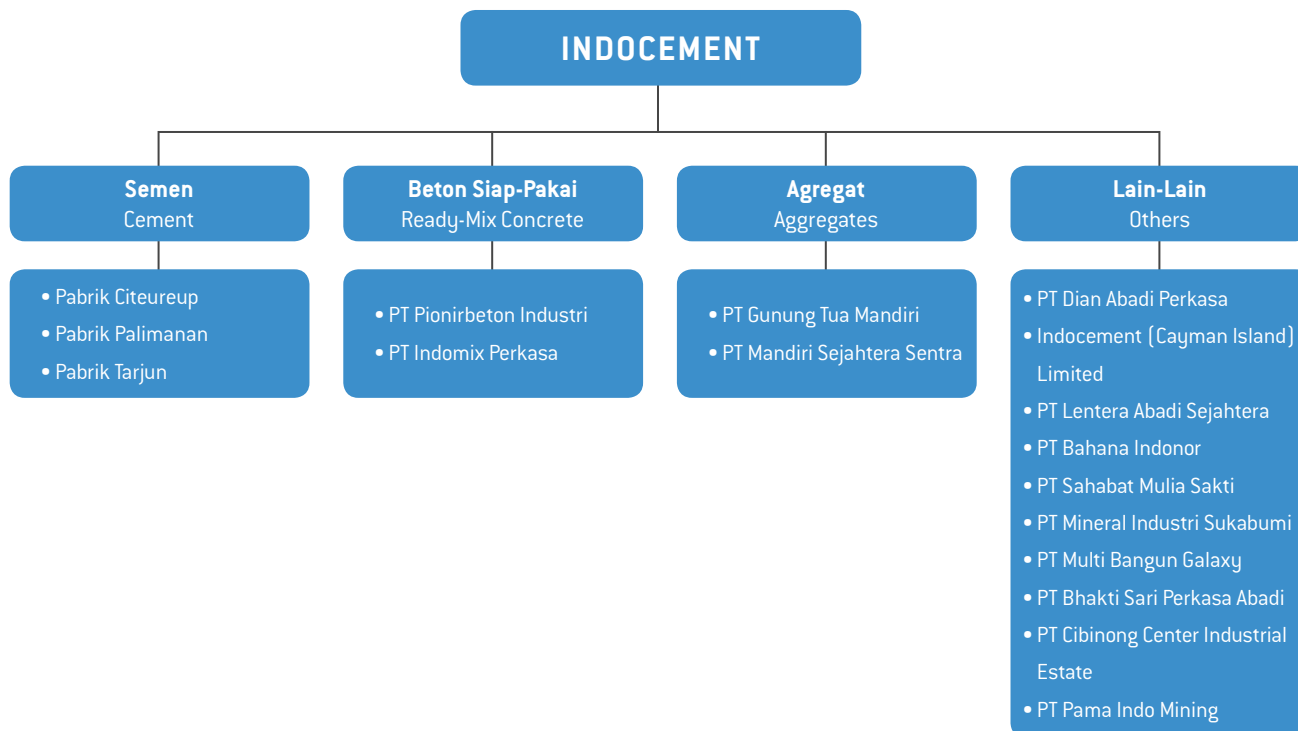 INDOCEMENT
Semen
Cement
• Pabrik Citeureup
• Pabrik Palimanan
• Pabrik Tarjun
Beton Siap-Pakai
Ready-Mix Concrete
• PT Pionirbeton Industri
• PT Indomix Perkasa
Agregat
Aggregates
• PT Gunung Tua Mandiri
• PT Mandiri Sejahtera Sentra
Lain-Lain
Others
• PT Dian Abadi Perkasa
• Indocement (Cayman Island)
Limited
• PT Lentera Abadi Sejahtera
• PT Bahana Indonor
• PT Sahabat Mulia Sakti
• PT Mineral Industri Sukabumi
• PT Multi Bangun Galaxy
• PT Bhakti Sari Perkasa Abadi
• PT Cibinong Center Industrial
Estate
• PT Pama Indo Mining